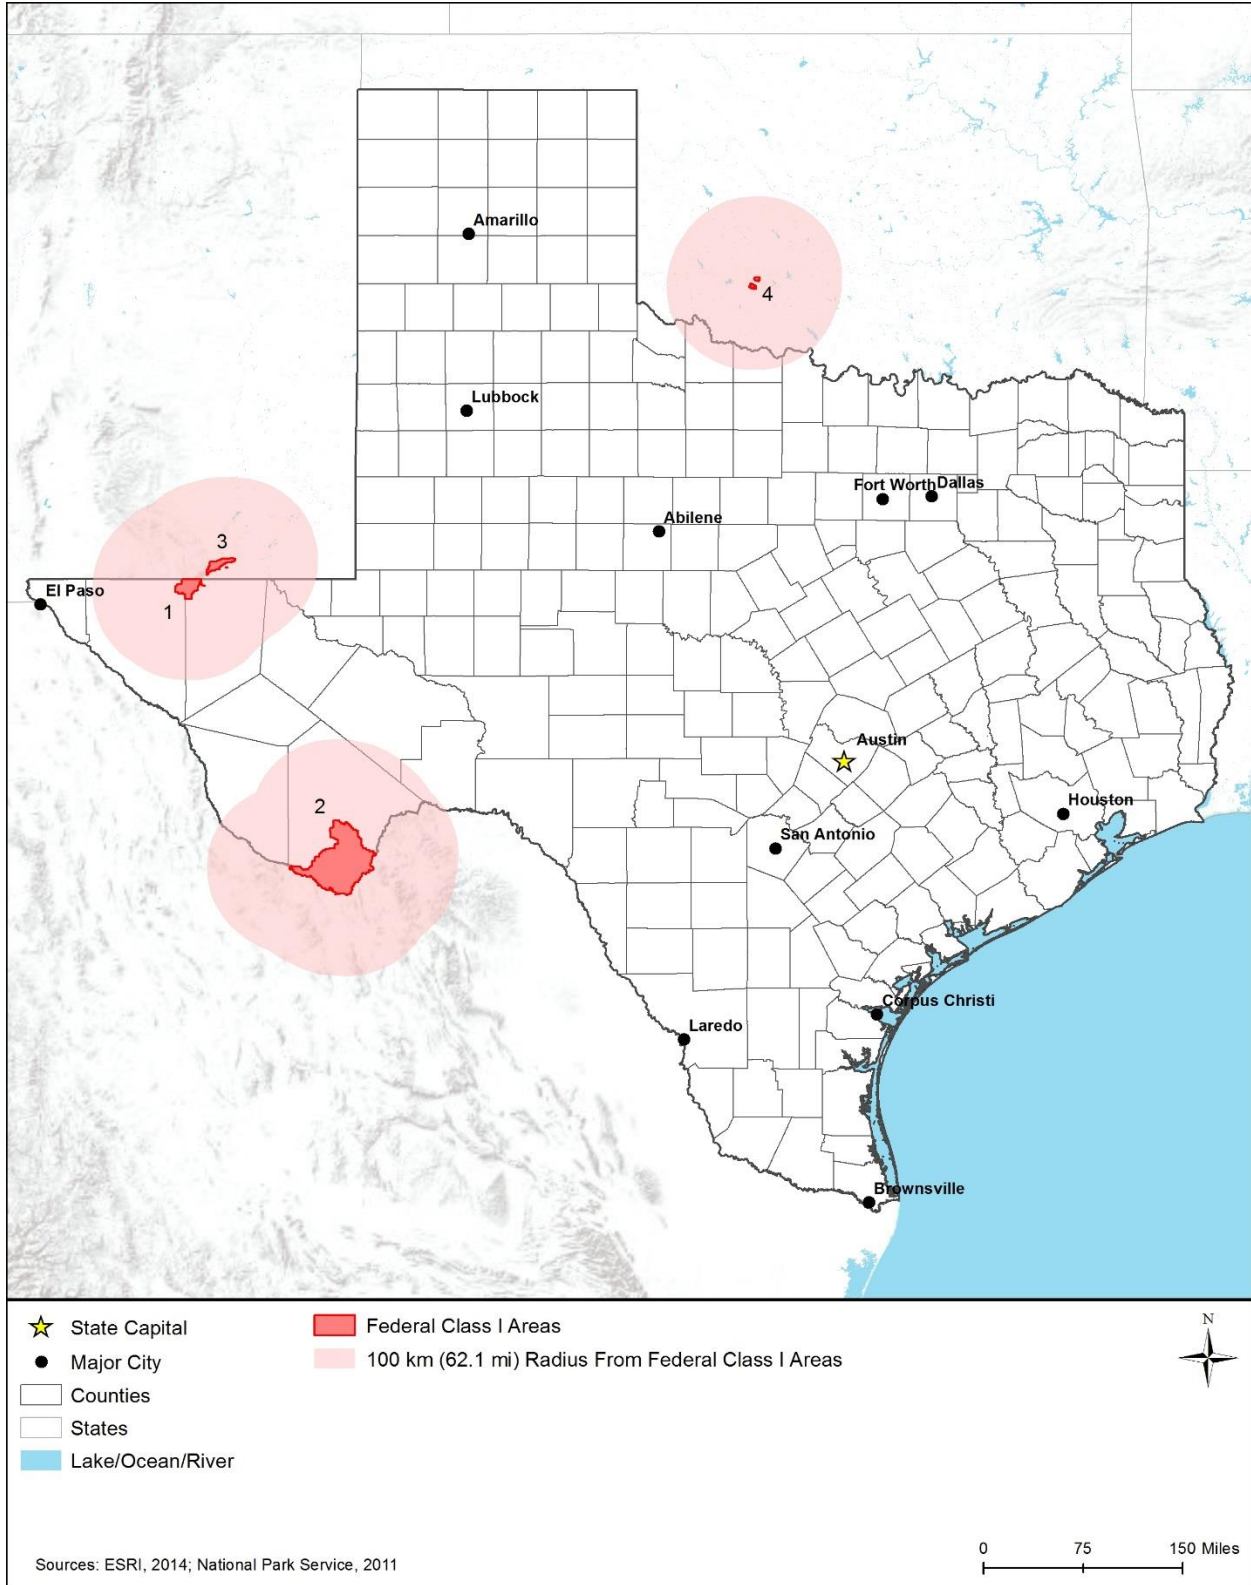 Amarillo
4
Lubbock
Fort Worth Dallas
Abilene
3
El Paso
1
Austin
2
Houston
San Antonio
Corpus Christi
Laredo
Brownsville
State Capital
Major City
Counties
States
Lake/Ocean/River
Federal Class I Areas
100 km (62.1 mi) Radius From Federal Class I Areas
N
0 75 150 Miles
Sources: ESRI, 2014; National Park Service, 2011